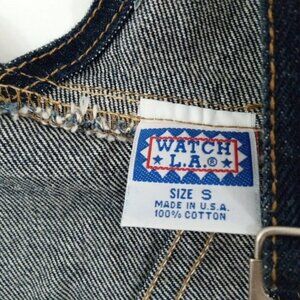 WATCH
L.A.®
SIZE S
MADE IN U.S.A.
100% COTTON